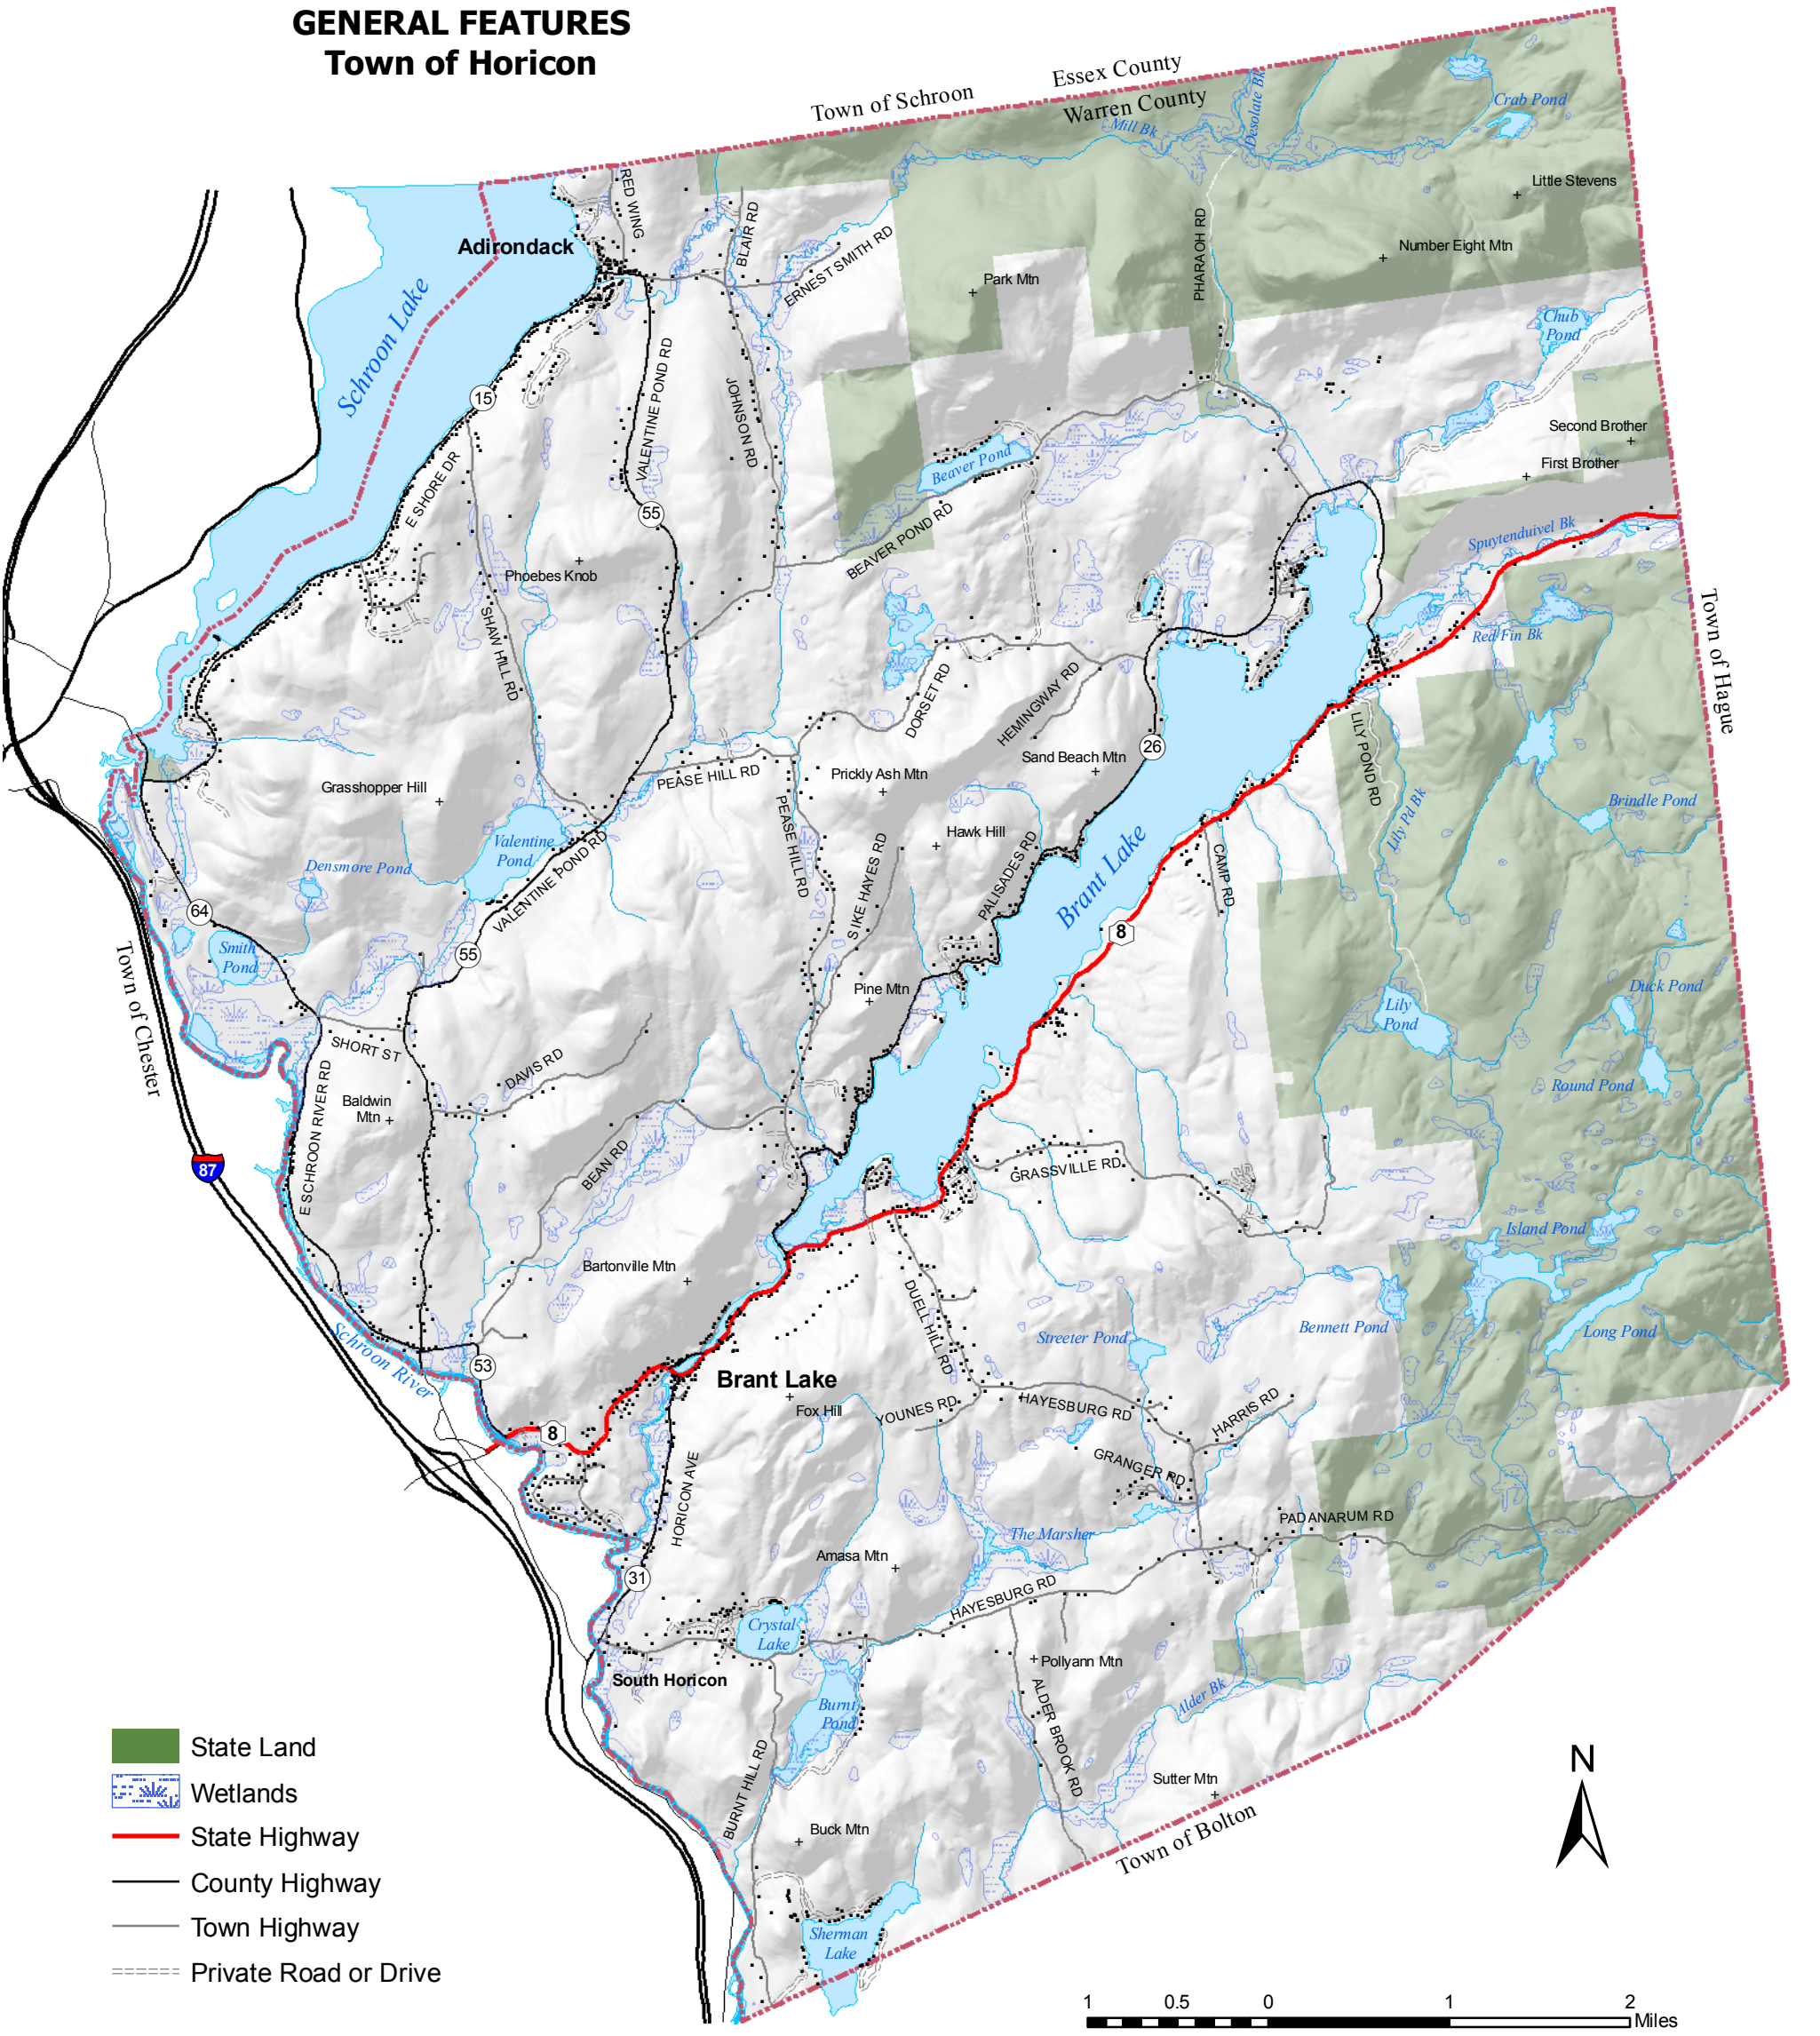 GENERAL FEATURES
Town of Horicon
Essex County
Town of Schroon
Warren County
Mill Bk
Desolate Bk
Crab Pond
Little Stevens
RED WING
BLAIR RD
ERNEST SMITH RD
PHARAOH RD
Number Eight Mtn
Adirondack
Park Mtn
Schroon Lake
Chub
Pond
15
VALENTINE POND RD
JOHNSON RD
Second Brother
First Brother
Beaver Pond
E SHORE DR
55
BEAVER POND RD
Spuytenduivel Bk
Phoebes Knob
Town of Hague
SHAW HILL RD
Red Fin Bk
DORSET RD
HEMINGWAY RD
LILY POND RD
26
Sand Beach Mtn
PEASE HILL RD
Prickly Ash Mtn
Grasshopper Hill
PEASE HILL RD
Brindle Pond
Lily Pd Bk
Valentine
Pond
Hawk Hill
Densmore Pond
VALENTINE POND RD
S IKE HAYES RD
PALISADES RD
Brant Lake
CAMP RD
64
8
Smith
Pond
55
Town of Chester
Pine Mtn
Duck Pond
Lily
Pond
SHORT ST
DAVIS RD
Round Pond
Baldwin
Mtn
E SCHROON RIVER RD
87
BEAN RD
GRASSVILLE RD
Island Pond
Bartonville Mtn
DUELL HILL RD
Streeter Pond
Bennett Pond
Long Pond
Schroon River
53
Brant Lake
Fox Hill
YOUNES RD
HAYESBURG RD
HARRIS RD
8
GRANGER RD
HORICON AVE
PADANARUM RD
The Marsher
Amasa Mtn
31
HAYESBURG RD
Crystal
Lake
Pollyann Mtn
South Horicon
ALDER BROOK RD
Alder Bk
Burnt
Pond
BURNT HILL RD
Sutter Mtn
Buck Mtn
Town of Bolton
Sherman
Lake
State Land
Wetlands
State Highway
County Highway
Town Highway
Private Road or Drive
N
1 0.5 0 1 2
Miles